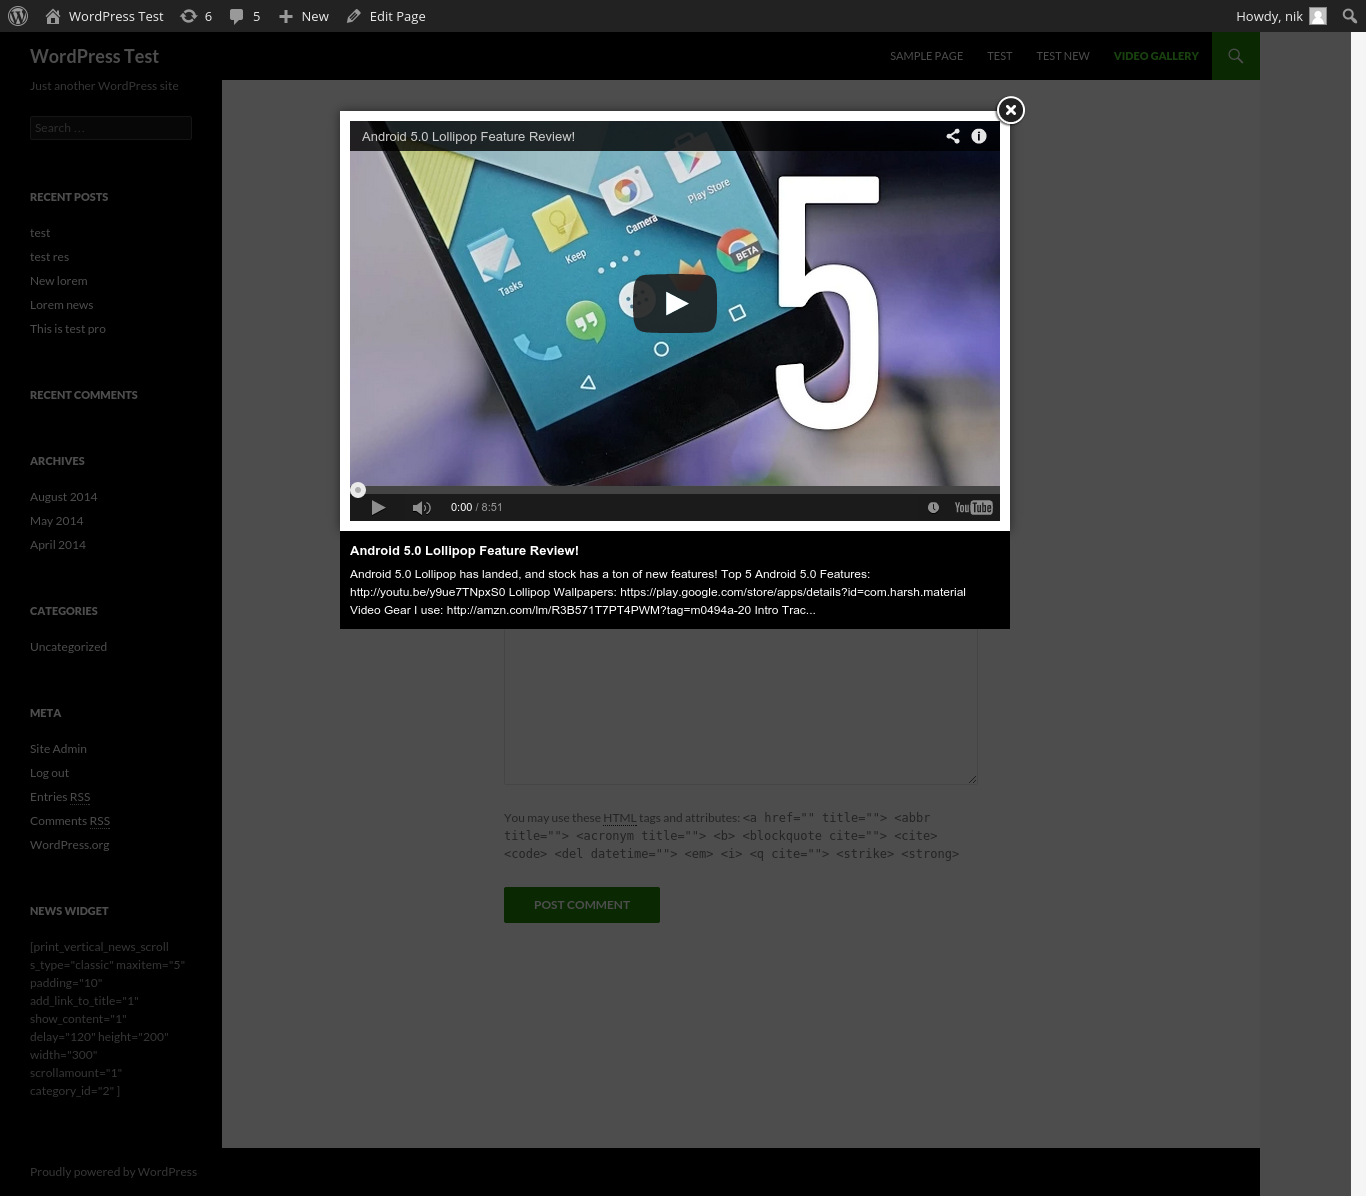 WordPress Test 6 5 New Edit Page Howdy, nik
WordPress Test
SAMPLE PAGE TEST TEST NEW VIDEO GALLERY
Just another WordPress site
Search ...
RECENT POSTS
test
test res
New lorem
Lorem news
This is test pro
RECENT COMMENTS
ARCHIVES
August 2014
May 2014
April 2014
CATEGORIES
Uncategorized
META
Site Admin
Log out
Entries RSS
Comments RSS
WordPress.org
NEWS WIDGET
[print_vertical_news_scroll
s_type="classic" maxitem="5"
padding="10"
add_link_to_title="1"
show_content="1"
delay="120" height="200"
width="300"
scrollamount="1"
category_id="2" ]
Android 5.0 Lollipop Feature Review!
Play Store
Camera
Keep
Tasks
BETA
5
0:00 / 8:51
YouTube
Android 5.0 Lollipop Feature Review!
Android 5.0 Lollipop has landed, and stock has a ton of new features! Top 5 Android 5.0 Features:
http://youtu.be/y9ue7TNpxS0 Lollipop Wallpapers: https://play.google.com/store/apps/details?id=com.harsh.material
Video Gear I use: http://amzn.com/lm/R3B571T7PT4PWM?tag=m0494a-20 Intro Trac...
You may use these HTML tags and attributes: <a href="" title=""> <abbr
title=""> <acronym title=""> <b> <blockquote cite=""> <cite>
<code> <del datetime=""> <em> <i> <q cite=""> <strike> <strong>
POST COMMENT
Proudly powered by WordPress